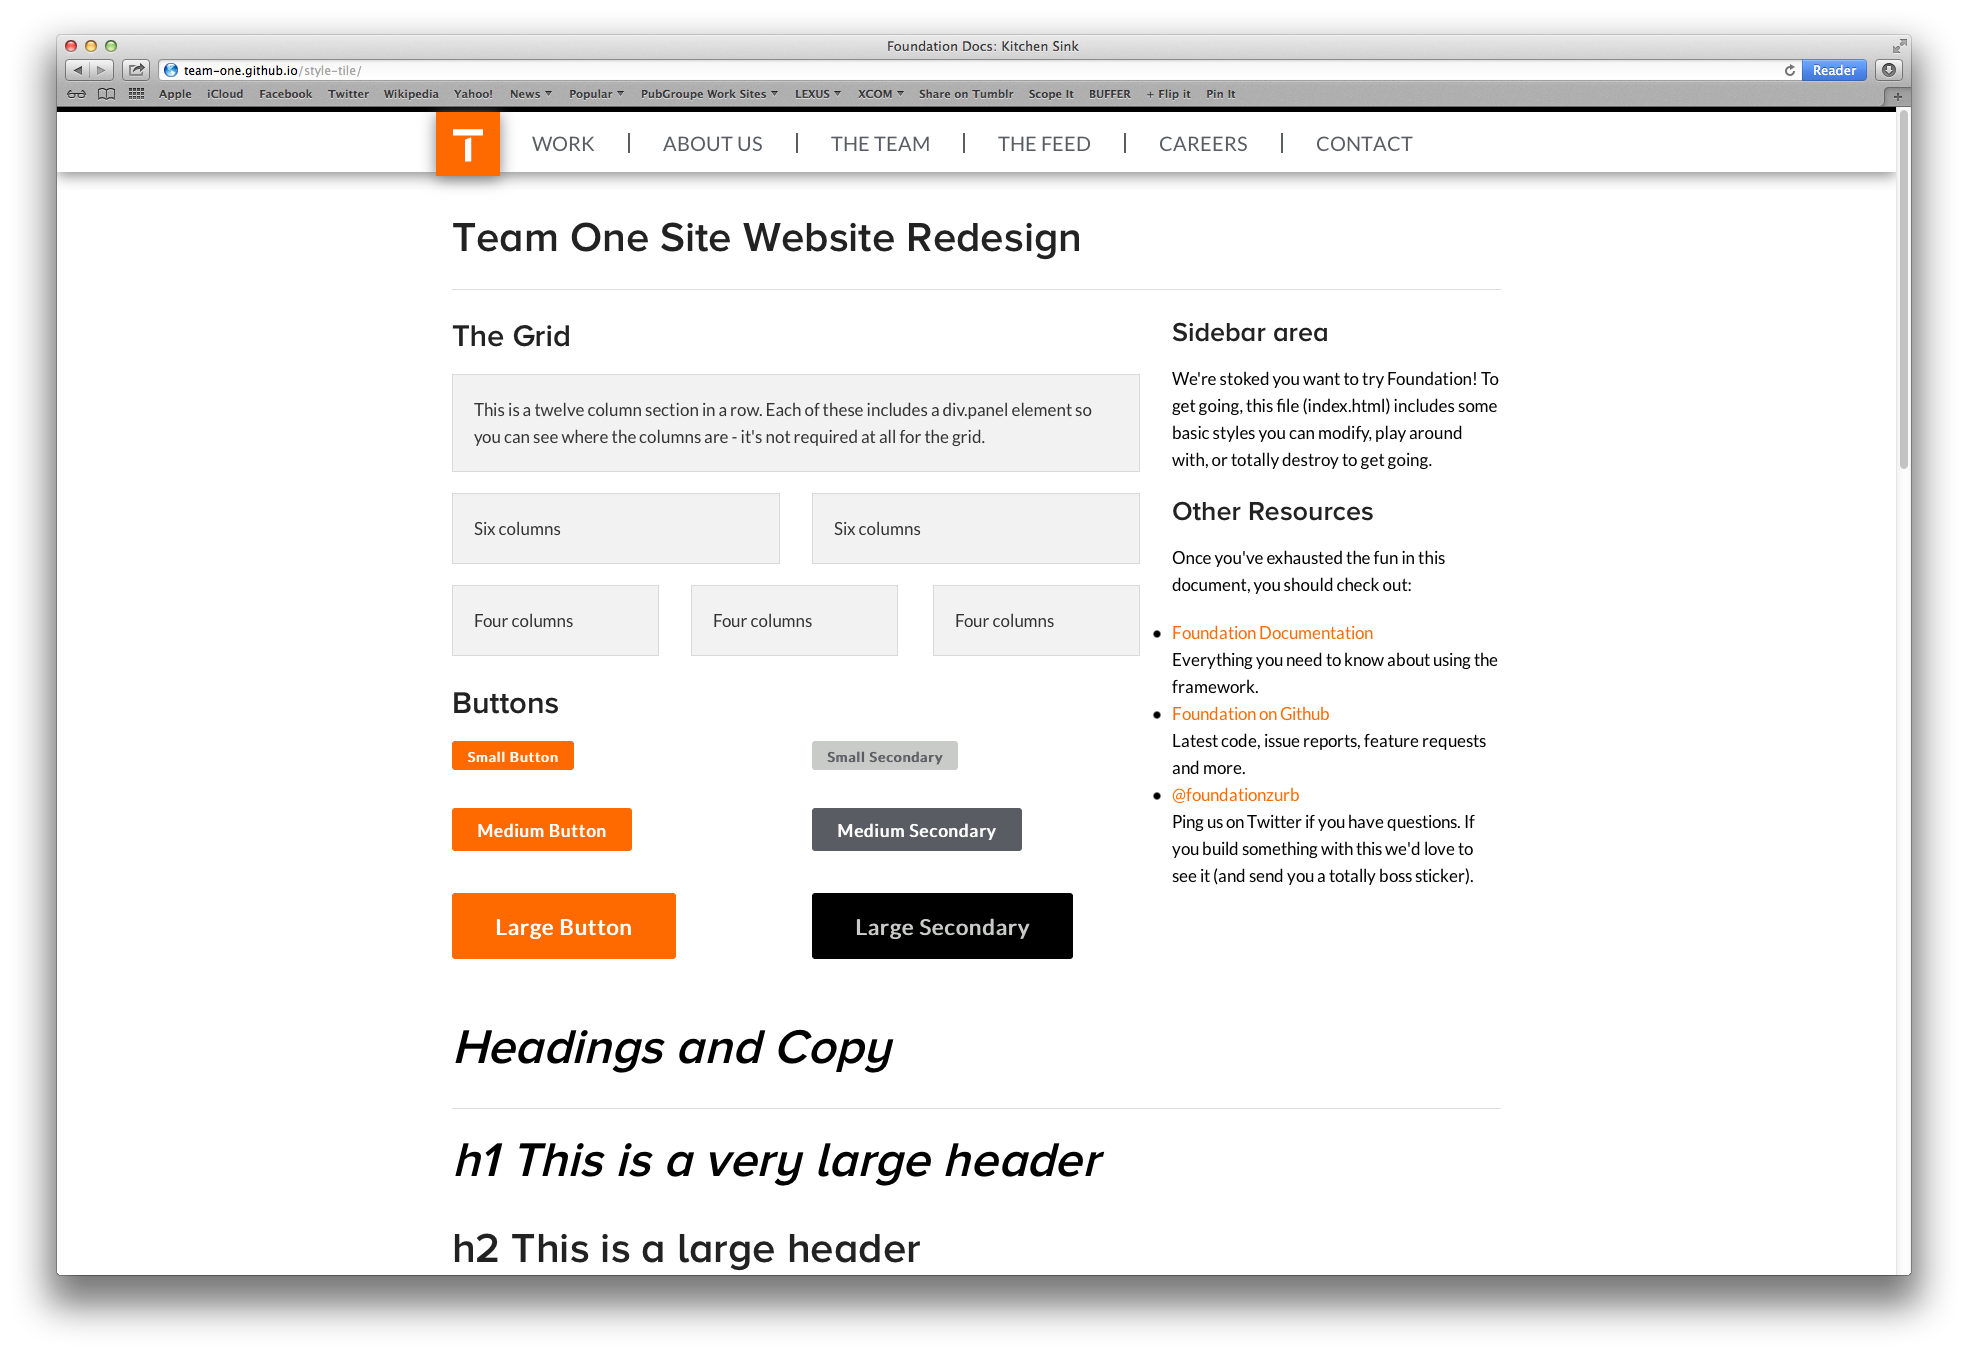 Foundation Docs: Kitchen Sink
team-one.github.io/style-tile/
Reader
Apple iCloud Facebook Twitter Wikipedia Yahoo! News Popular PubGroupe Work Sites LEXUS XCOM Share on Tumblr Scope It BUFFER + Flip it Pin It
T WORK | ABOUT US | THE TEAM | THE FEED | CAREERS | CONTACT
Team One Site Website Redesign
The Grid
This is a twelve column section in a row. Each of these includes a div.panel element so
you can see where the columns are - it's not required at all for the grid.
Six columns
Six columns
Four columns
Four columns
Four columns
Buttons
Small Button
Small Secondary
Medium Button
Medium Secondary
Large Button
Large Secondary
Sidebar area
We're stoked you want to try Foundation! To
get going, this file (index.html) includes some
basic styles you can modify, play around
with, or totally destroy to get going.
Other Resources
Once you've exhausted the fun in this
document, you should check out:
Foundation Documentation
Everything you need to know about using the
framework.
Foundation on Github
Latest code, issue reports, feature requests
and more.
@foundationzurb
Ping us on Twitter if you have questions. If
you build something with this we'd love to
see it (and send you a totally boss sticker).
Headings and Copy
h1 This is a very large header
h2 This is a large header